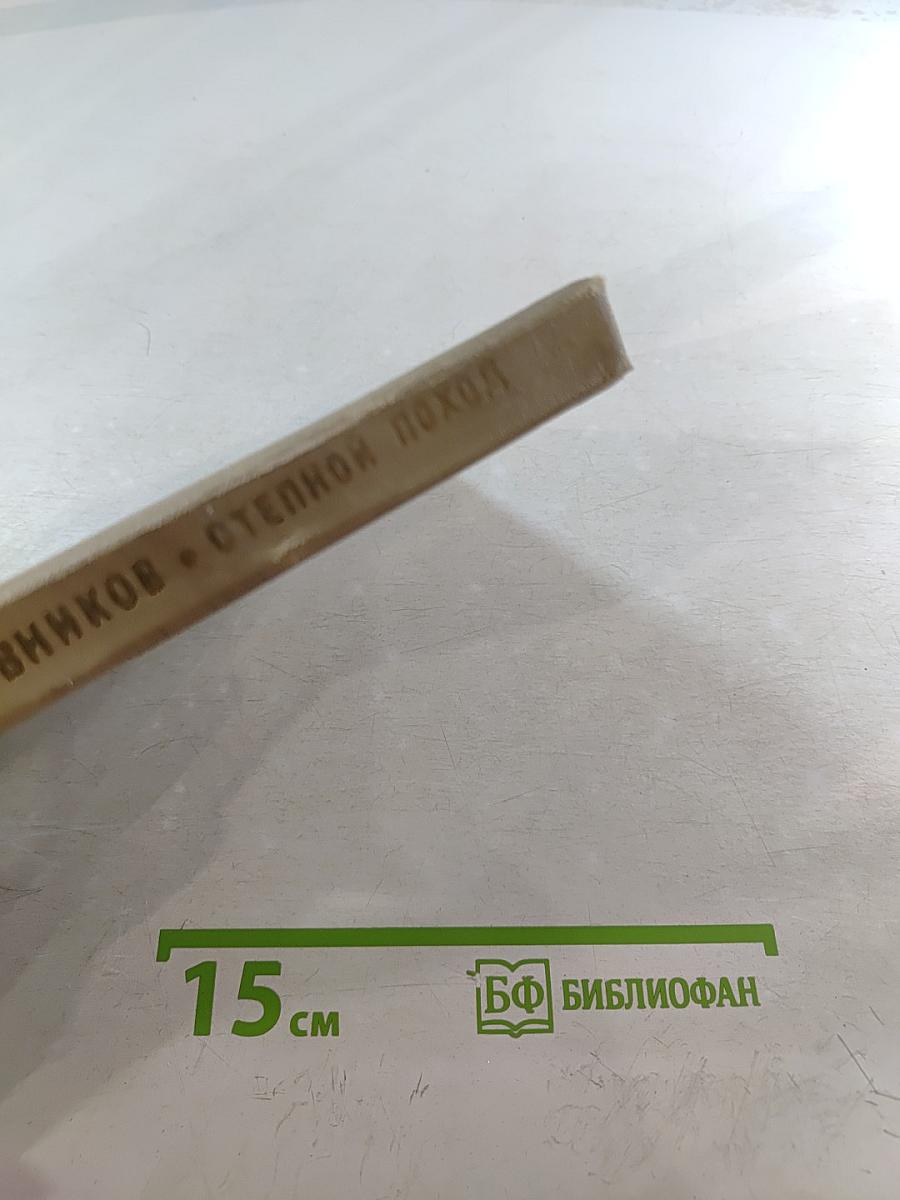 ВНИКОВ • СТЕПНОЙ ПОХОД
15 см
БФ БИБЛИОФАН